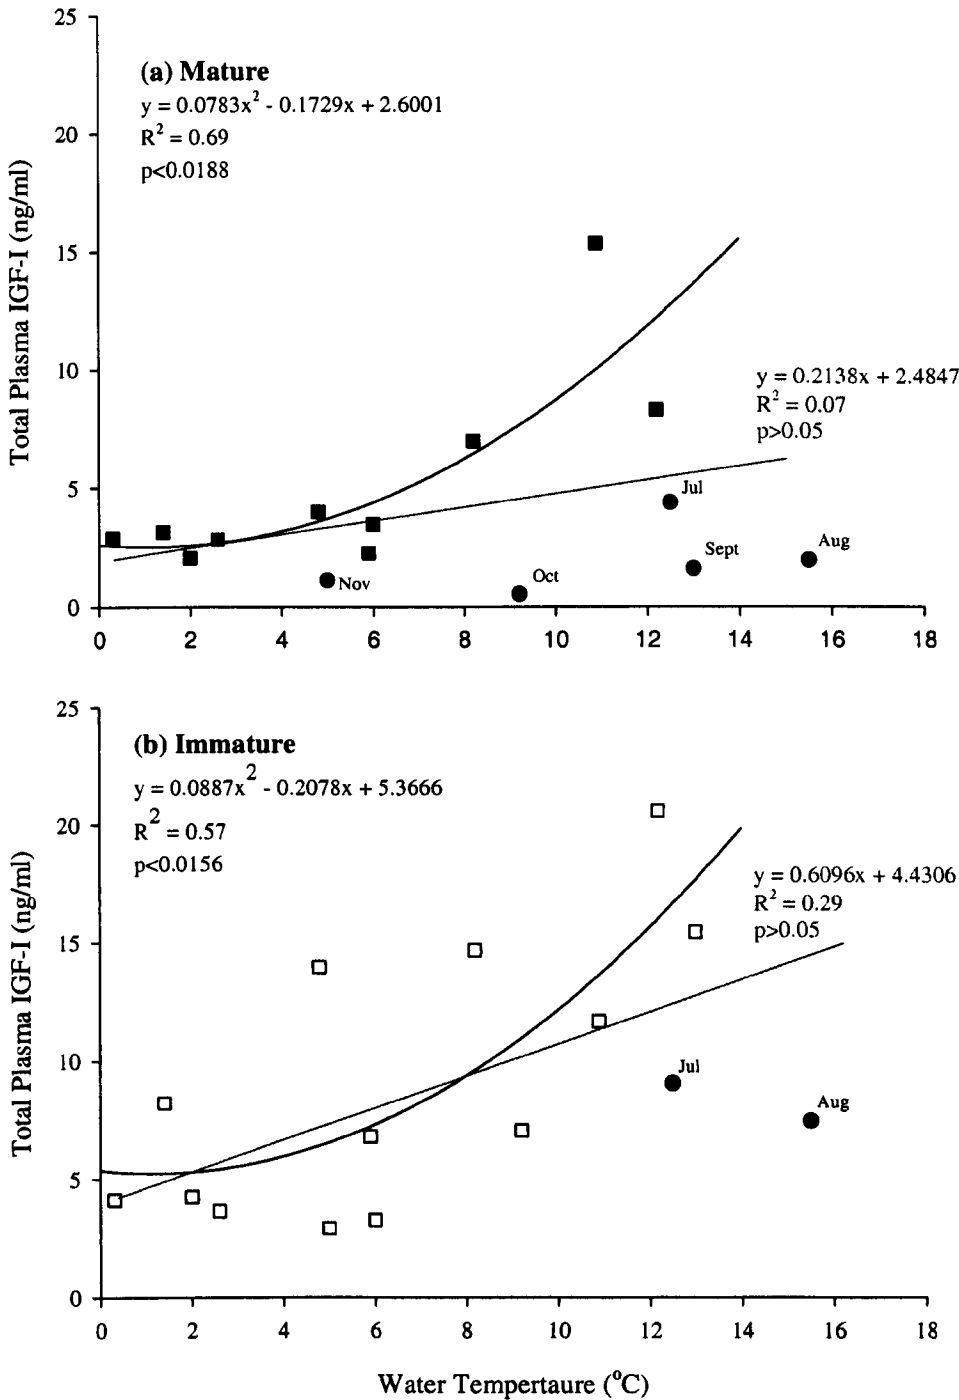 25
(a) Mature
y = 0.0783x² - 0.1729x + 2.6001
R² = 0.69
p<0.0188
20
15
10
5
0
Total Plasma IGF-I (ng/ml)
y = 0.2138x + 2.4847
R² = 0.07
p>0.05
Jul
Sept
Aug
Nov
Oct
0 2 4 6 8 10 12 14 16 18
25
(b) Immature
y = 0.0887x² - 0.2078x + 5.3666
R² = 0.57
p<0.0156
20
15
10
5
0
Total Plasma IGF-I (ng/ml)
y = 0.6096x + 4.4306
R² = 0.29
p>0.05
Jul
Aug
0 2 4 6 8 10 12 14 16 18
Water Tempertaure (°C)